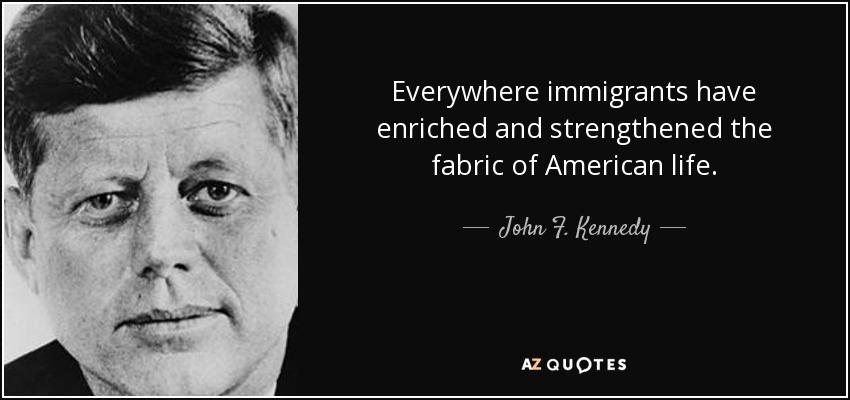 Everywhere immigrants have
enriched and strengthened the
fabric of American life.
John F. Kennedy
AZ QUOTES